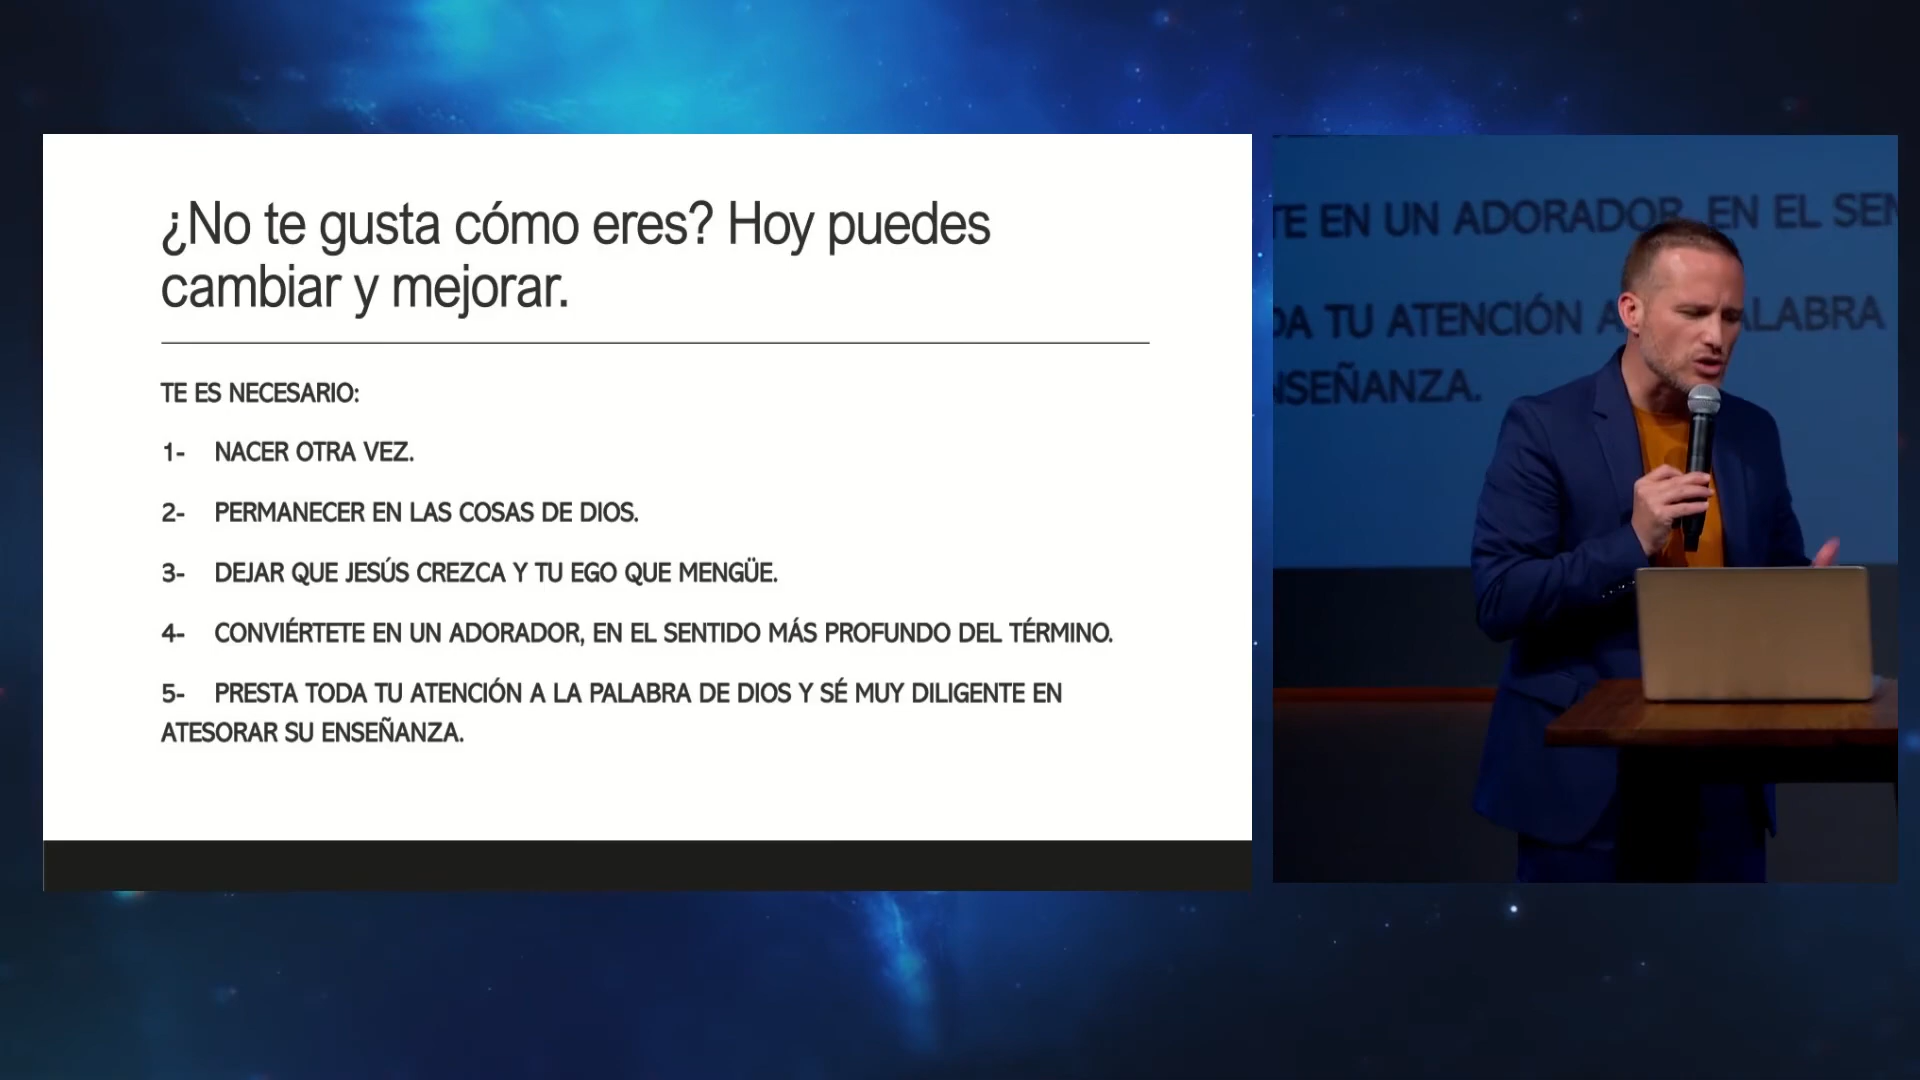 ¿No te gusta cómo eres? Hoy puedes
cambiar y mejorar.
TE ES NECESARIO:
1- NACER OTRA VEZ.
2- PERMANECER EN LAS COSAS DE DIOS.
3- DEJAR QUE JESÚS CREZCA Y TU EGO QUE MENGÜE.
4- CONVIÉRTETE EN UN ADORADOR, EN EL SENTIDO MÁS PROFUNDO DEL TÉRMINO.
5- PRESTA TODA TU ATENCIÓN A LA PALABRA DE DIOS Y SÉ MUY DILIGENTE EN
ATESORAR SU ENSEÑANZA.
TE EN UN ADORADOR, EN EL SEN
DA TU ATENCIÓN A PALABRA
NSEÑANZA.